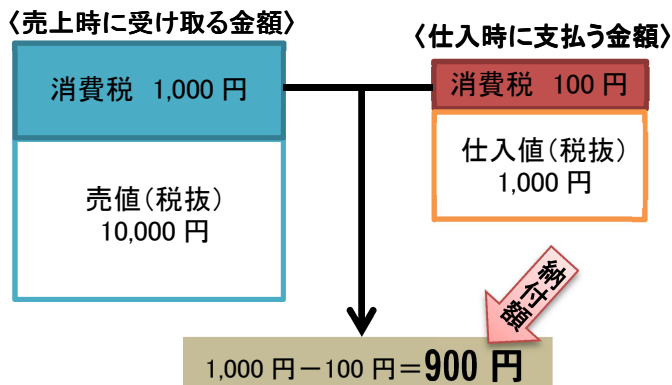 〈売上時に受け取る金額〉
消費税 1,000 円
売値（税抜）
10,000 円
〈仕入時に支払う金額〉
消費税 100 円
仕入値（税抜）
1,000 円
納付額
1,000 円－100 円＝900 円